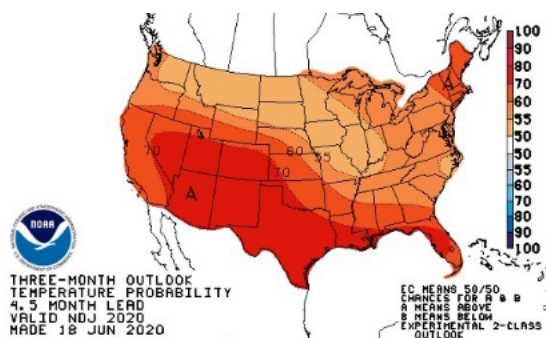 100
90
80
70
60
55
50
50
55
60
70
80
90
100
A
A
A
70
60
55
70
NOAA
THREE-MONTH OUTLOOK
TEMPERATURE PROBABILITY
4.5 MONTH LEAD
VALID NDJ 2020
MADE 18 JUN 2020
EC MEANS 50/50
CHANCES FOR A & B
A MEANS ABOVE
B MEANS BELOW
EXPERIMENTAL 2-CLASS
OUTLOOK